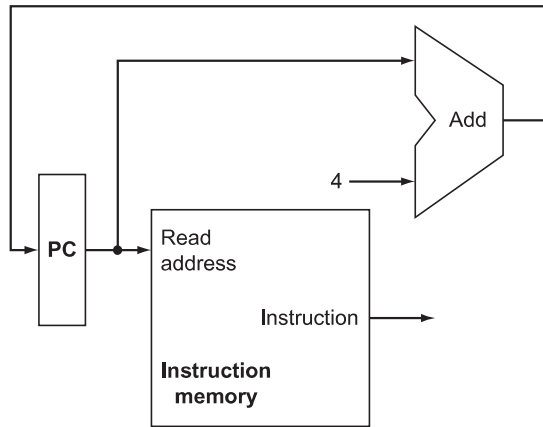 Add
4
PC
Read
address
Instruction
Instruction
memory